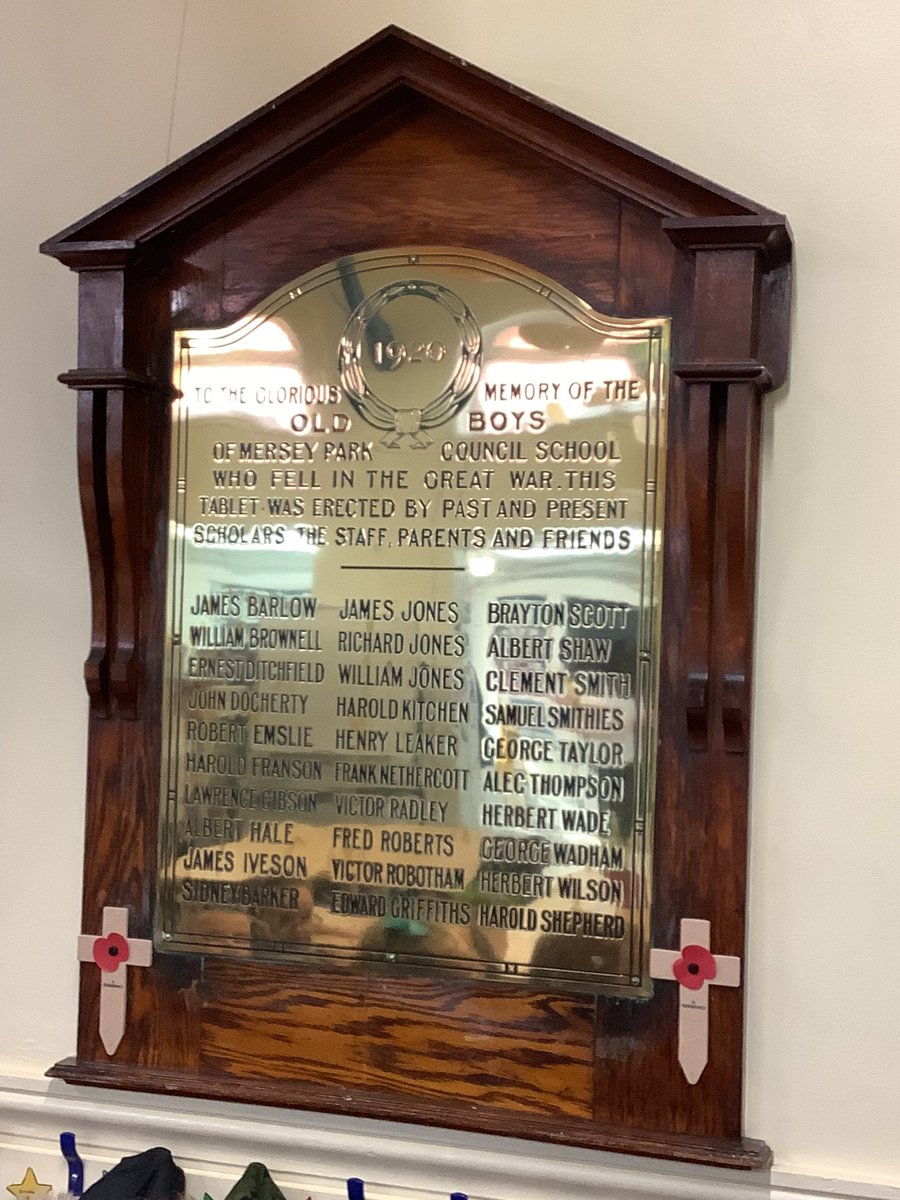 1920
TO THE GLORIOUS MEMORY OF THE
OLD BOYS
OF MERSEY PARK COUNCIL SCHOOL
WHO FELL IN THE GREAT WAR. THIS
TABLET WAS ERECTED BY PAST AND PRESENT
SCHOLARS THE STAFF, PARENTS AND FRIENDS
JAMES BARLOW
WILLIAM BROWNELL
ERNEST DITCHFIELD
JOHN DOCHERTY
ROBERT EMSLIE
HAROLD FRANSON
LAWRENCE GIBSON
ALBERT HALE
JAMES IVESON
SIDNEY BARKER
JAMES JONES
RICHARD JONES
WILLIAM JONES
HAROLD KITCHEN
HENRY LEAKER
FRANK NETHERCOTT
VICTOR RADLEY
FRED ROBERTS
VICTOR ROBOTHAM
EDWARD GRIFFITHS
BRAYTON SCOTT
ALBERT SHAW
CLEMENT SMITH
SAMUEL SMITHIES
GEORGE TAYLOR
ALEC THOMPSON
HERBERT WADE
GEORGE WADHAM
HERBERT WILSON
HAROLD SHEPHERD